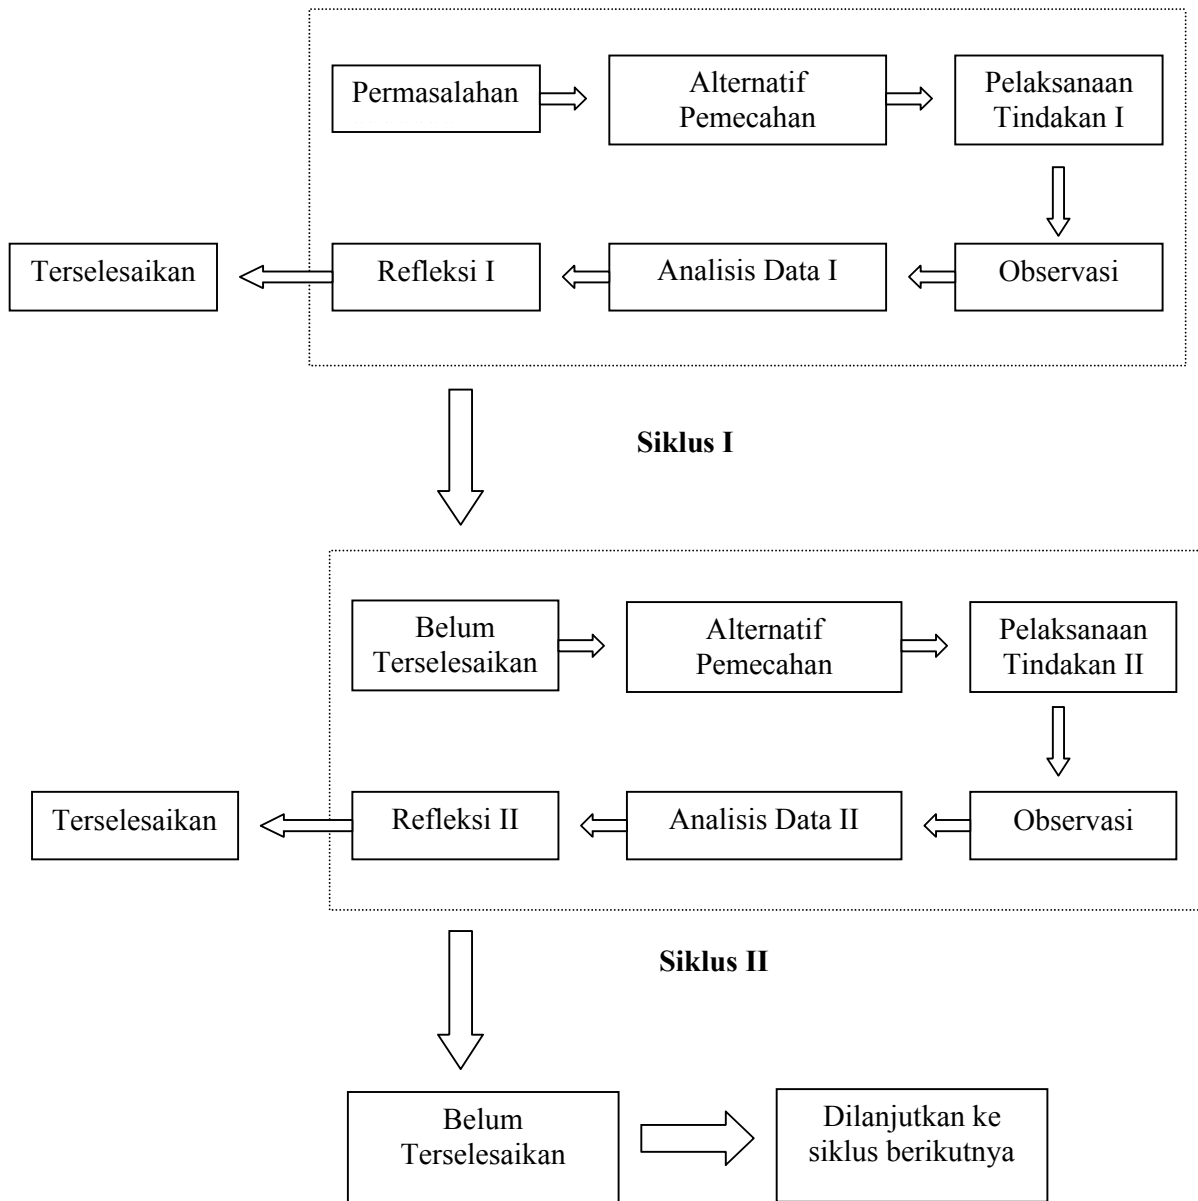 Permasalahan
Alternatif
Pemecahan
Pelaksanaan
Tindakan I
Terselesaikan
Refleksi I
Analisis Data I
Observasi
Siklus I
Belum
Terselesaikan
Alternatif
Pemecahan
Pelaksanaan
Tindakan II
Terselesaikan
Refleksi II
Analisis Data II
Observasi
Siklus II
Belum
Terselesaikan
Dilanjutkan ke
siklus berikutnya